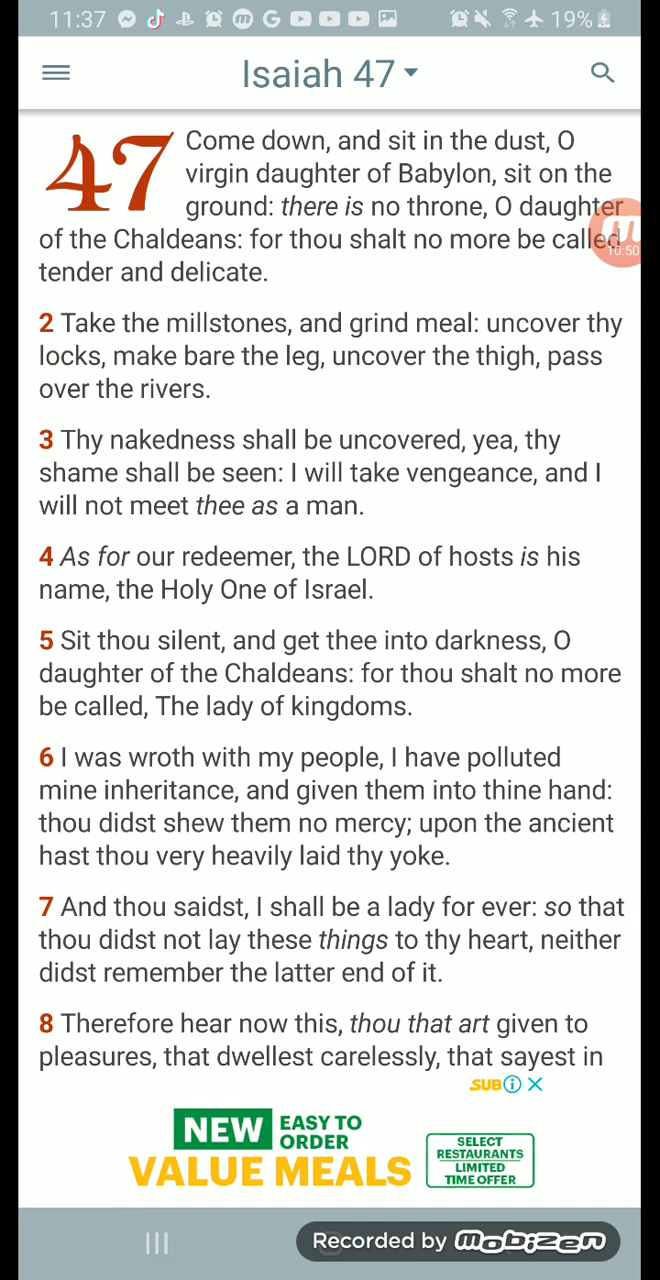 11:37
19%
Isaiah 47
47 Come down, and sit in the dust, O
virgin daughter of Babylon, sit on the
ground: there is no throne, O daughter
of the Chaldeans: for thou shalt no more be called
tender and delicate.
10:50
2 Take the millstones, and grind meal: uncover thy
locks, make bare the leg, uncover the thigh, pass
over the rivers.
3 Thy nakedness shall be uncovered, yea, thy
shame shall be seen: I will take vengeance, and I
will not meet thee as a man.
4 As for our redeemer, the LORD of hosts is his
name, the Holy One of Israel.
5 Sit thou silent, and get thee into darkness, O
daughter of the Chaldeans: for thou shalt no more
be called, The lady of kingdoms.
6 I was wroth with my people, I have polluted
mine inheritance, and given them into thine hand:
thou didst shew them no mercy; upon the ancient
hast thou very heavily laid thy yoke.
7 And thou saidst, I shall be a lady for ever: so that
thou didst not lay these things to thy heart, neither
didst remember the latter end of it.
8 Therefore hear now this, thou that art given to
pleasures, that dwellest carelessly, that sayest in
SUB
NEW EASY TO
ORDER
VALUE MEALS
SELECT
RESTAURANTS
LIMITED
TIME OFFER
Recorded by mobizen